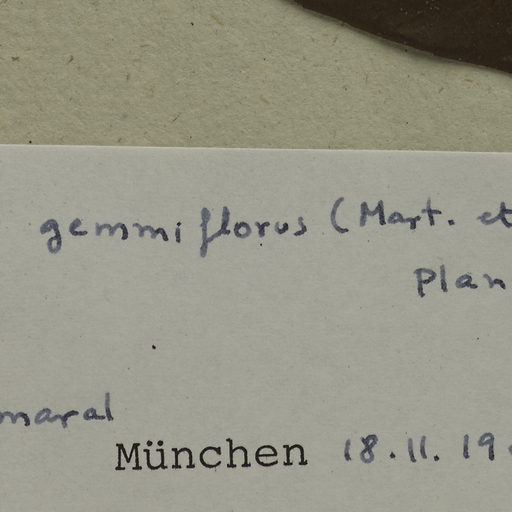 gemmiflorus (Mart. et
Plan
maral
München 18.11.19